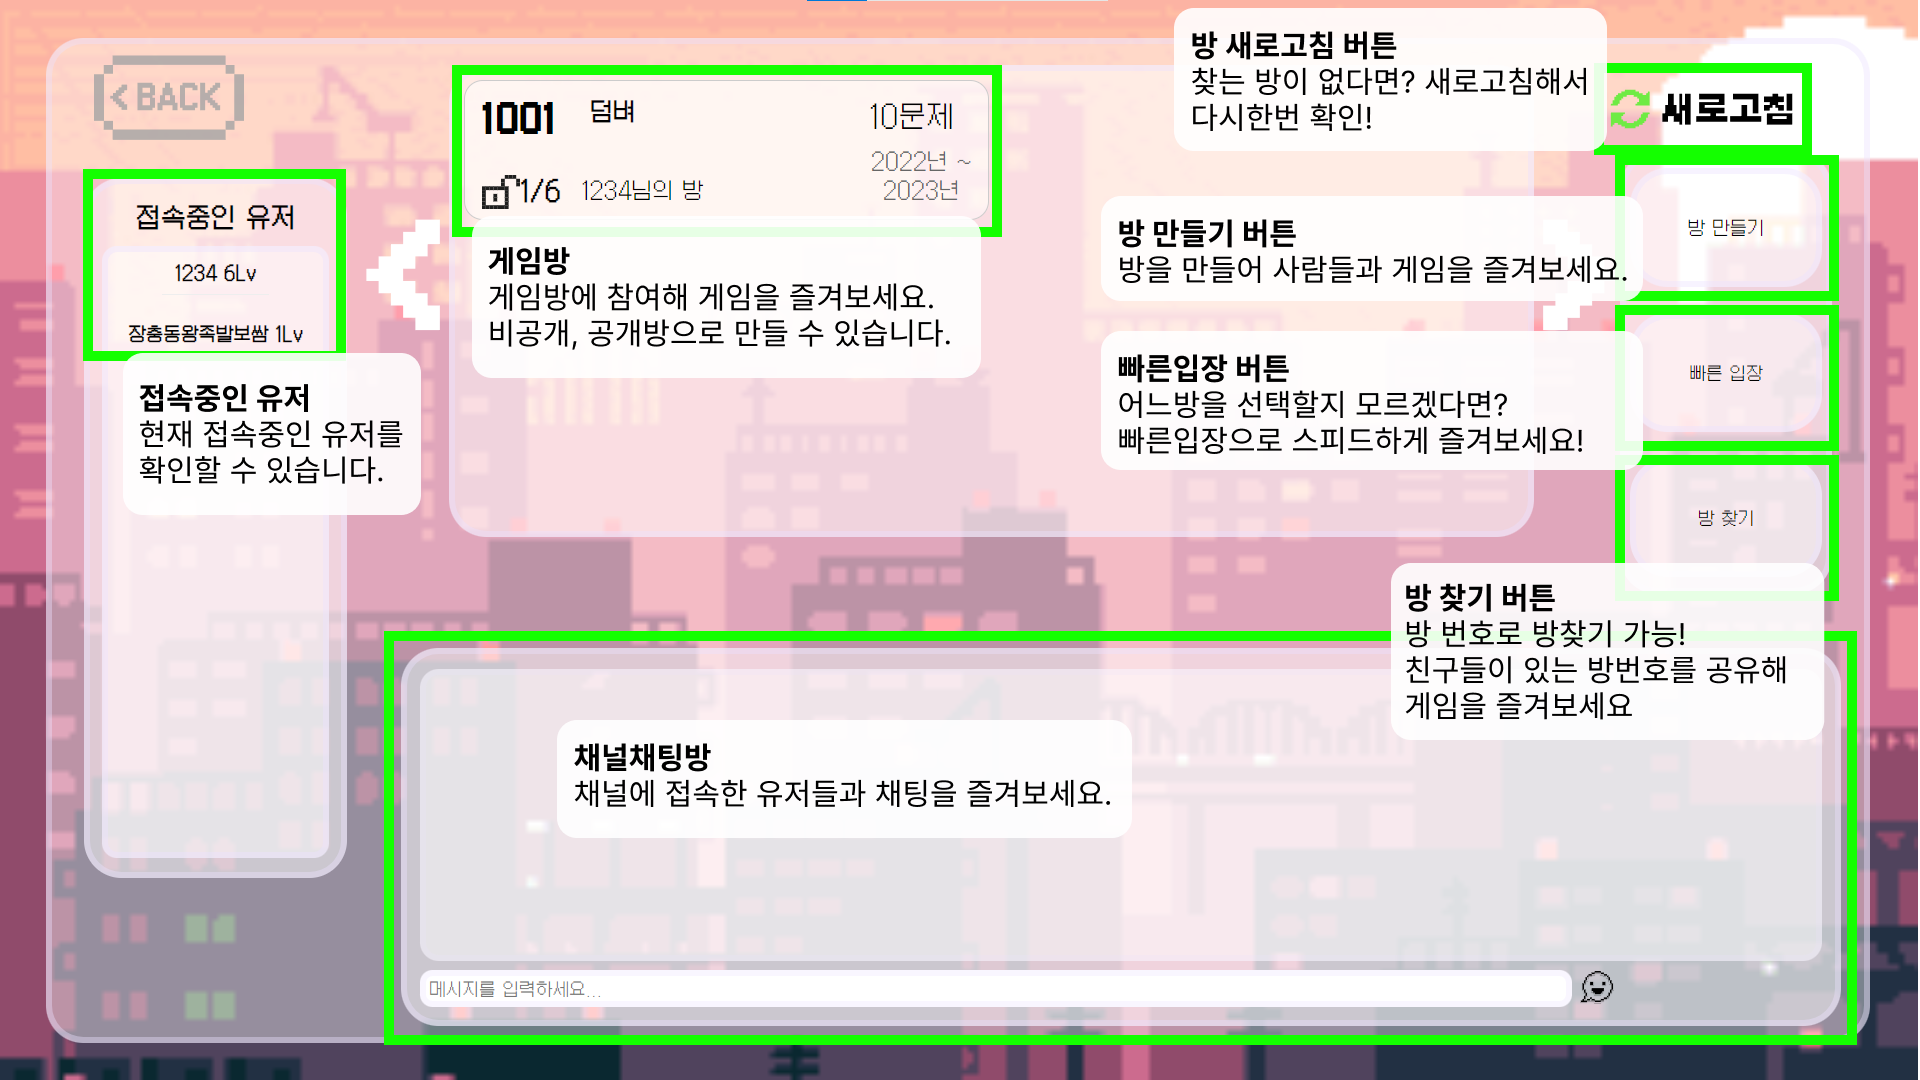 < BACK
접속중인 유저
1234 6Lv
장충동왕족발보쌈 1Lv
접속중인 유저
현재 접속중인 유저를
확인할 수 있습니다.
1001 덤벼 10문제
2022년 ~
2023년
1/6 1234님의 방
게임방
게임방에 참여해 게임을 즐겨보세요.
비공개, 공개방으로 만들 수 있습니다.
방 새로고침 버튼
찾는 방이 없다면? 새로고침해서
다시한번 확인!
새로고침
방 만들기 버튼
방을 만들어 사람들과 게임을 즐겨보세요.
방 만들기
빠른입장 버튼
어느방을 선택할지 모르겠다면?
빠른입장으로 스피드하게 즐겨보세요!
빠른 입장
방 찾기
방 찾기 버튼
방 번호로 방찾기 가능!
친구들이 있는 방번호를 공유해
게임을 즐겨보세요
채널채팅방
채널에 접속한 유저들과 채팅을 즐겨보세요.
메시지를 입력하세요...